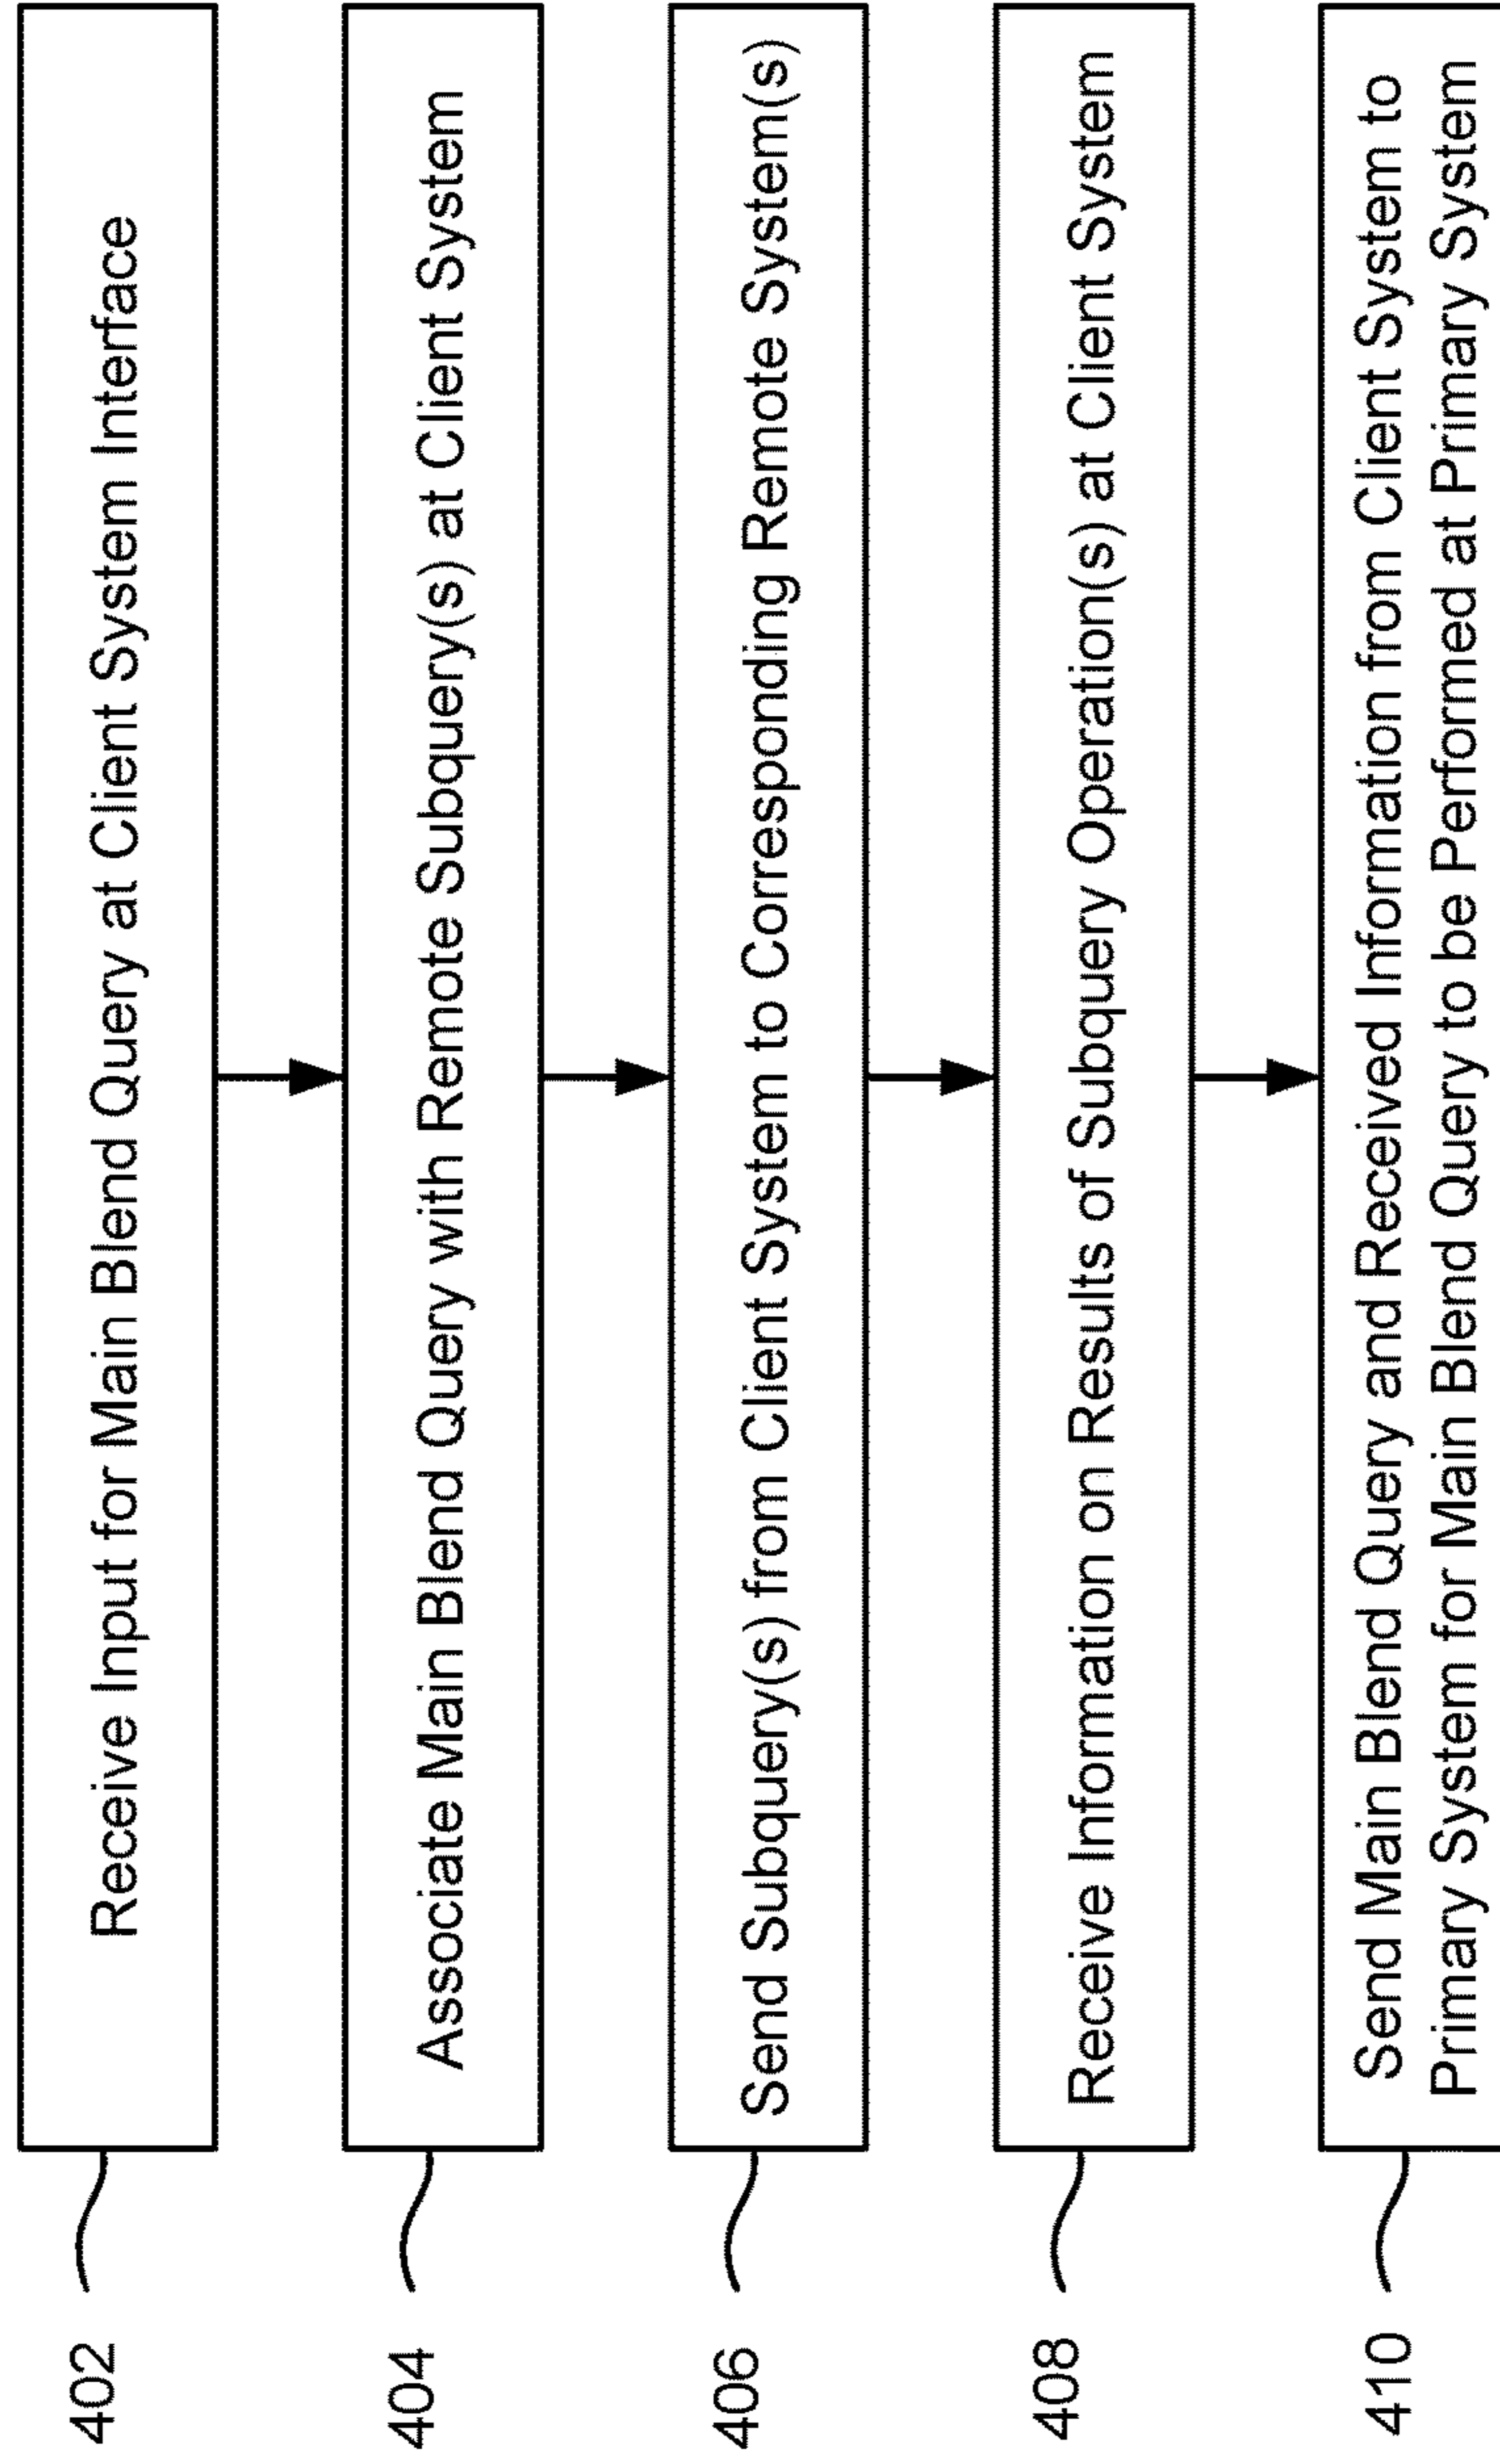 402
Receive Input for Main Blend Query at Client System Interface
404
Associate Main Blend Query with Remote Subquery(s) at Client System
406
Send Subquery(s) from Client System to Corresponding Remote System(s)
408
Receive Information on Results of Subquery Operation(s) at Client System
410
Send Main Blend Query and Received Information from Client System to
Primary System for Main Blend Query to be Performed at Primary System